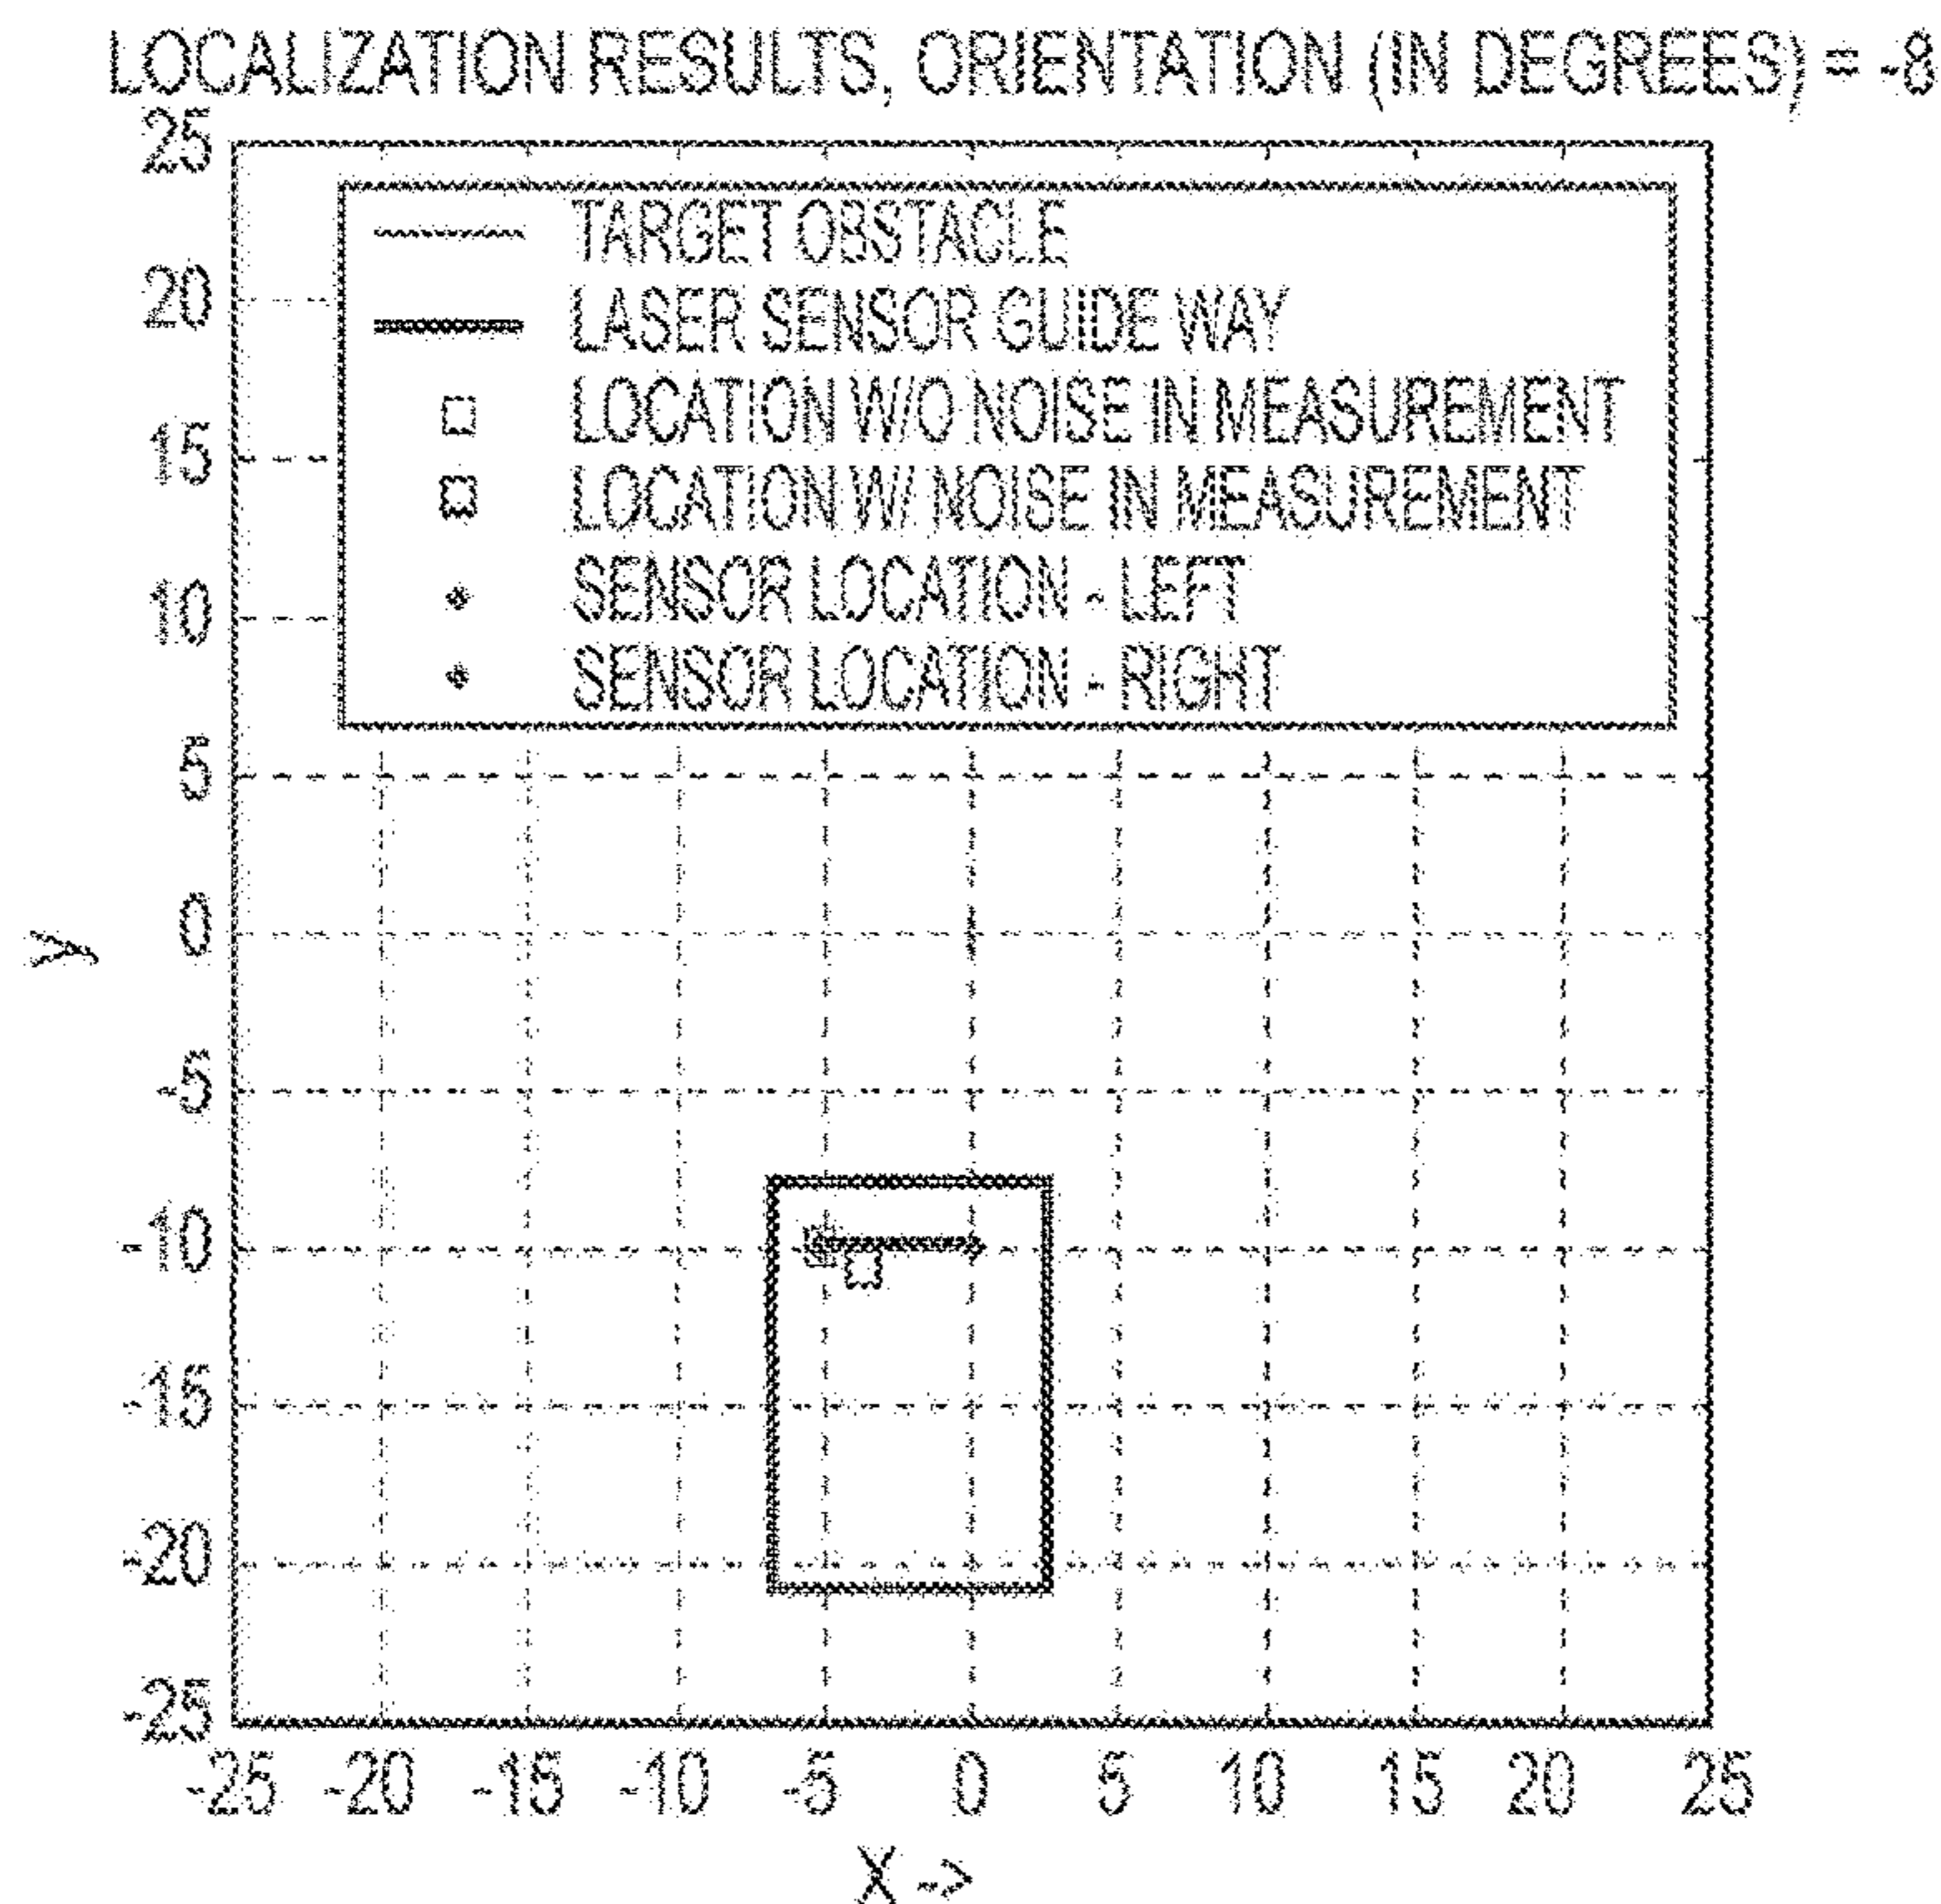 LOCALIZATION RESULTS, ORIENTATION (IN DEGREES) = -8
25
TARGET OBSTACLE
LASER SENSOR GUIDE WAY
20
LOCATION W/O NOISE IN MEASUREMENT
15
LOCATION W/ NOISE IN MEASUREMENT
SENSOR LOCATION - LEFT
10
SENSOR LOCATION - RIGHT
5
0
y
-5
-10
-15
-20
-25
-25 -20 -15 -10 -5 0 5 10 15 20 25
X ->